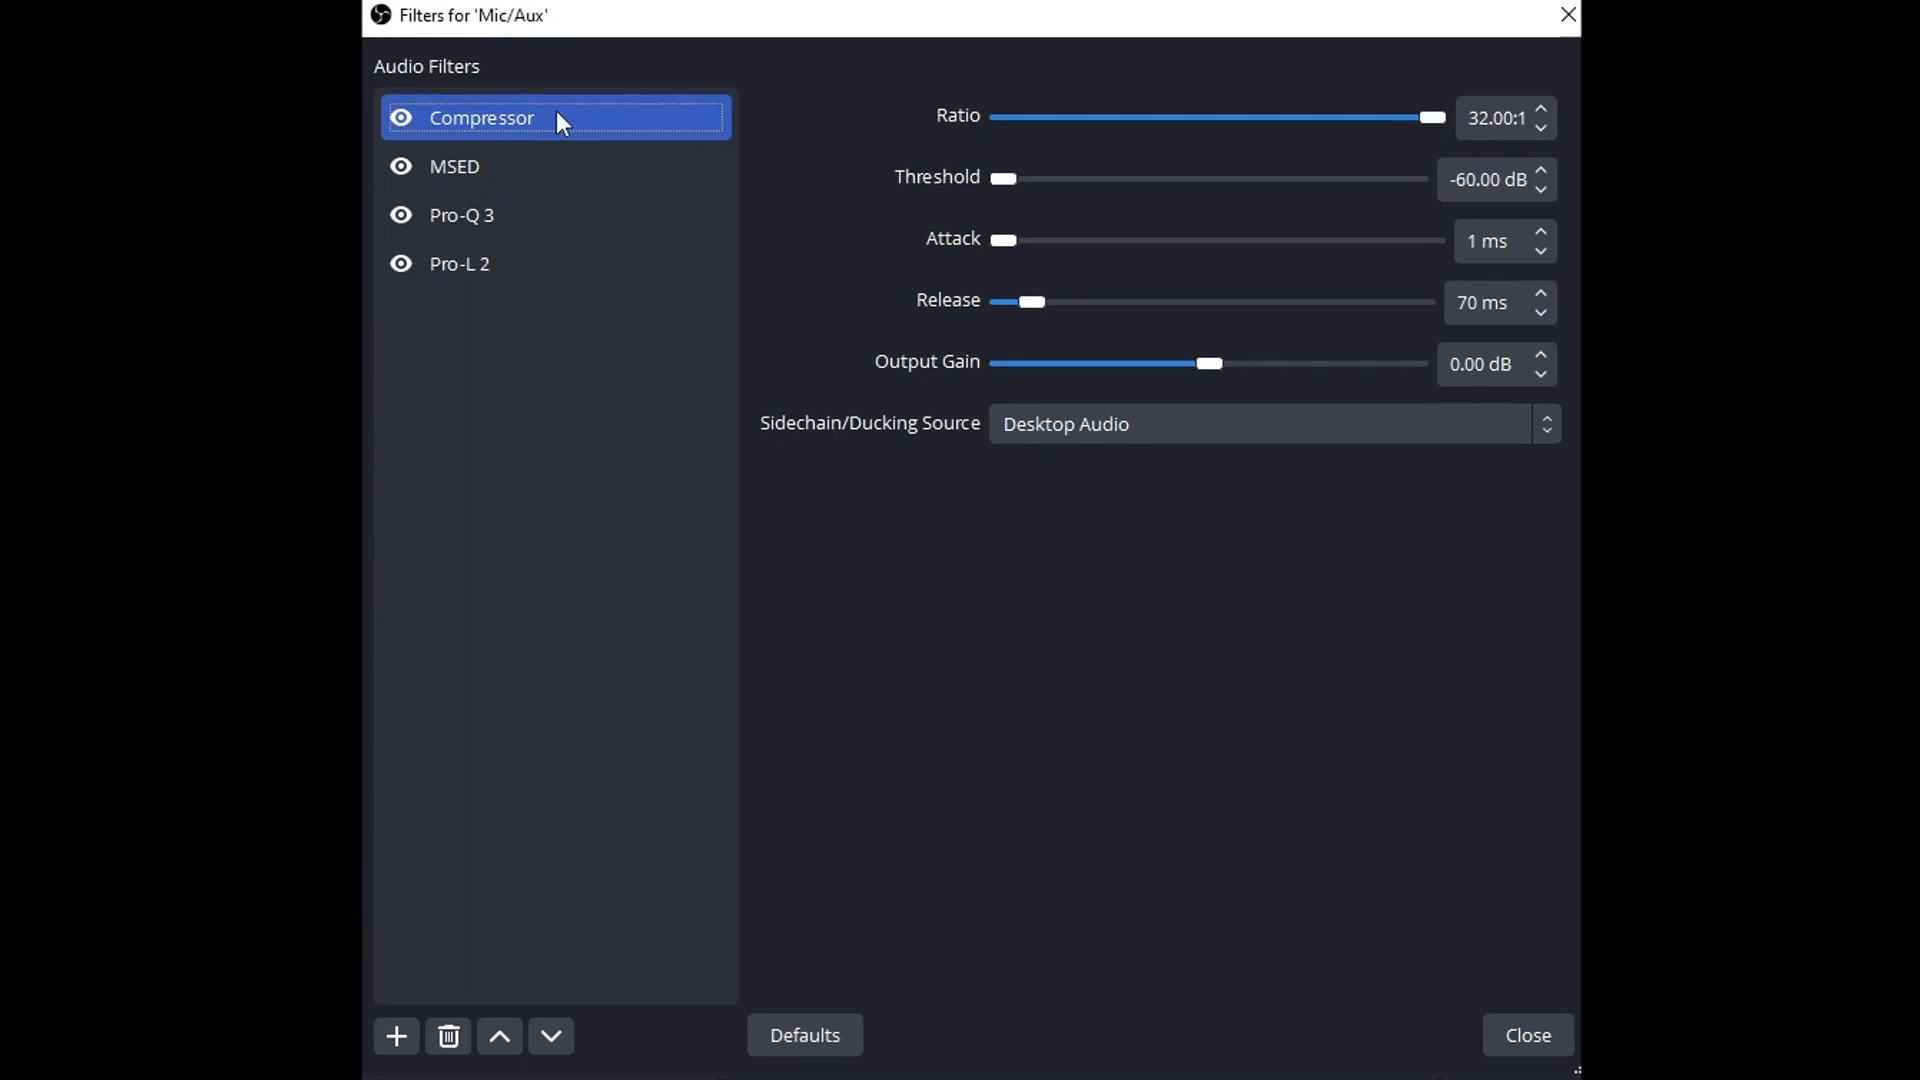 Filters for 'Mic/Aux'
Audio Filters
Compressor
MSED
Pro-Q 3
Pro-L 2
Ratio 32.00:1
Threshold -60.00 dB
Attack 1 ms
Release 70 ms
Output Gain 0.00 dB
Sidechain/Ducking Source Desktop Audio
Defaults
Close